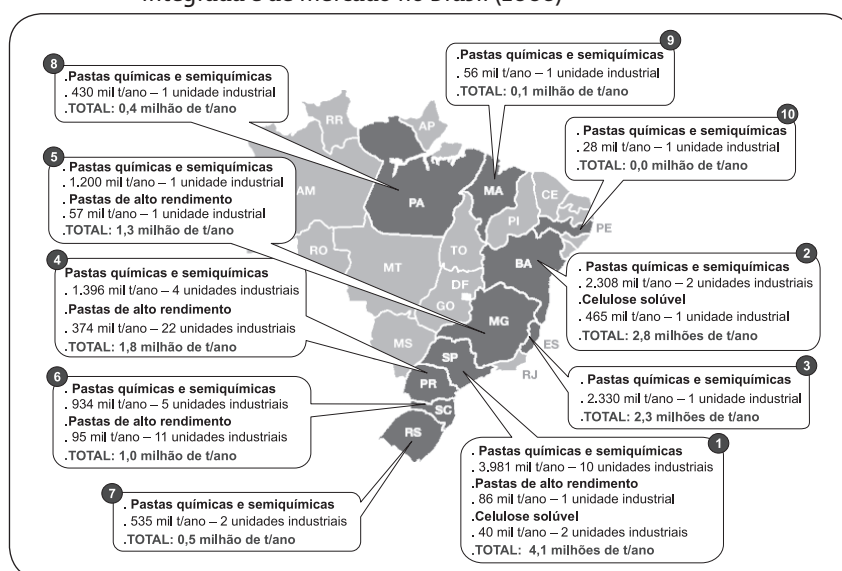 integrada e de mercado no Brasil (2008)
8
.Pastas químicas e semiquímicas
. 430 mil t/ano – 1 unidade industrial
.TOTAL: 0,4 milhão de t/ano
9
.Pastas químicas e semiquímicas
. 56 mil t/ano – 1 unidade industrial
.TOTAL: 0,1 milhão de t/ano
10
. Pastas químicas e semiquímicas
. 28 mil t/ano – 1 unidade industrial
.TOTAL: 0,0 milhão de t/ano
5
. Pastas químicas e semiquímicas
. 1.200 mil t/ano – 1 unidade industrial
.Pastas de alto rendimento
. 57 mil t/ano – 1 unidade industrial
.TOTAL: 1,3 milhão de t/ano
4
Pastas químicas e semiquímicas
. 1.396 mil t/ano – 4 unidades industriais
.Pastas de alto rendimento
. 374 mil t/ano – 22 unidades industriais
.TOTAL: 1,8 milhão de t/ano
2
. Pastas químicas e semiquímicas
. 2.308 mil t/ano – 2 unidades industriais
.Celulose solúvel
. 465 mil t/ano – 1 unidade industrial
. TOTAL: 2,8 milhões de t/ano
6
. Pastas químicas e semiquímicas
. 934 mil t/ano – 5 unidades industriais
.Pastas de alto rendimento
. 95 mil t/ano – 11 unidades industriais
.TOTAL: 1,0 milhão de t/ano
3
. Pastas químicas e semiquímicas
. 2.330 mil t/ano – 1 unidade industrial
.TOTAL: 2,3 milhões de t/ano
7
. Pastas químicas e semiquímicas
. 535 mil t/ano – 2 unidades industriais
.TOTAL: 0,5 milhão de t/ano
1
. Pastas químicas e semiquímicas
. 3.981 mil t/ano – 10 unidades industriais
.Pastas de alto rendimento
. 86 mil t/ano – 1 unidade industrial
.Celulose solúvel
. 40 mil t/ano – 2 unidades industriais
.TOTAL: 4,1 milhões de t/ano
RR
AP
AM
PA
MA
CE
PI
PE
RO
TO
MT
BA
DF
GO
MG
MS
ES
SP
RJ
PR
SC
RS